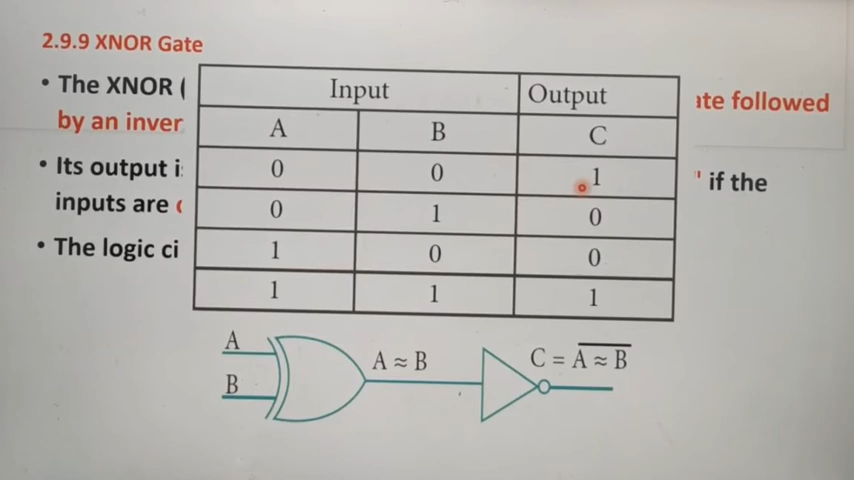 2.9.9 XNOR Gate
• The XNOR (
ate followed
by an inver
• Its output i
" if the
inputs are
• The logic ci
Input Output
A B C
0 0 1
0 1 0
1 0 0
1 1 1
A
B
A ≈ B
C = \overline{A ≈ B}